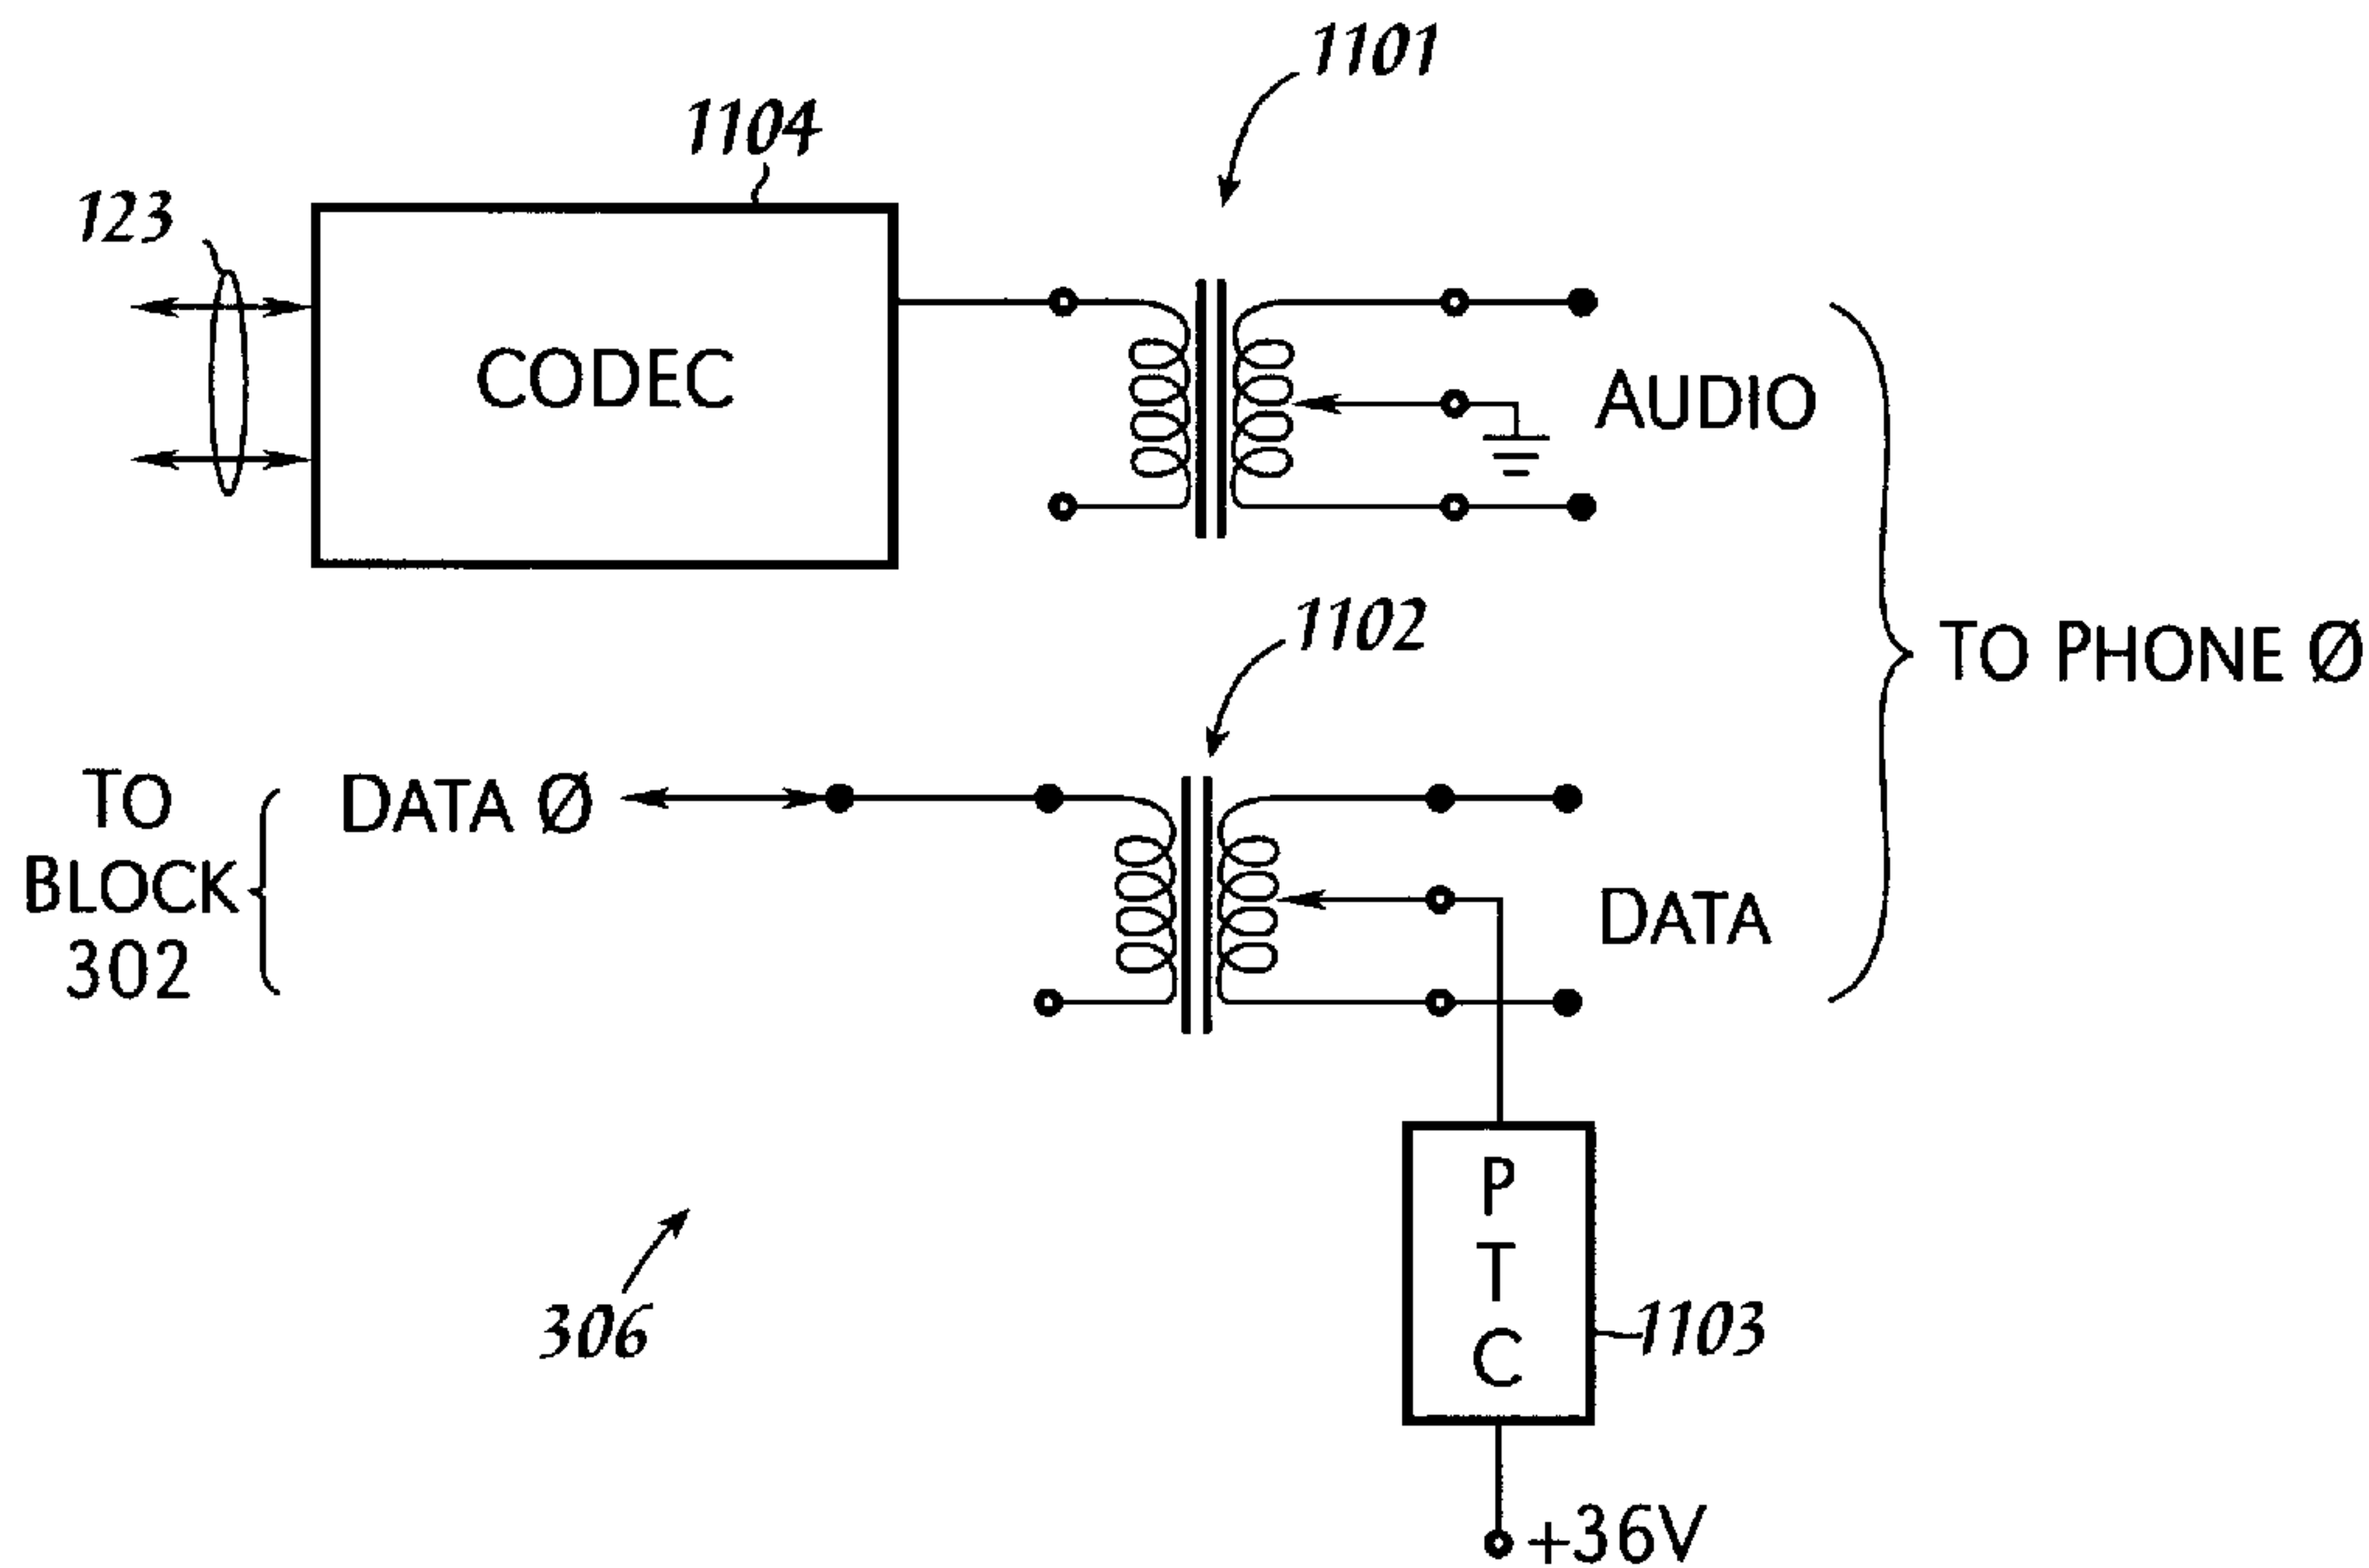 1101
1104
123
CODEC
AUDIO
1102
TO PHONE Ø
TO
BLOCK
302
DATA Ø
DATA
P
T
C
306
1103
+36V